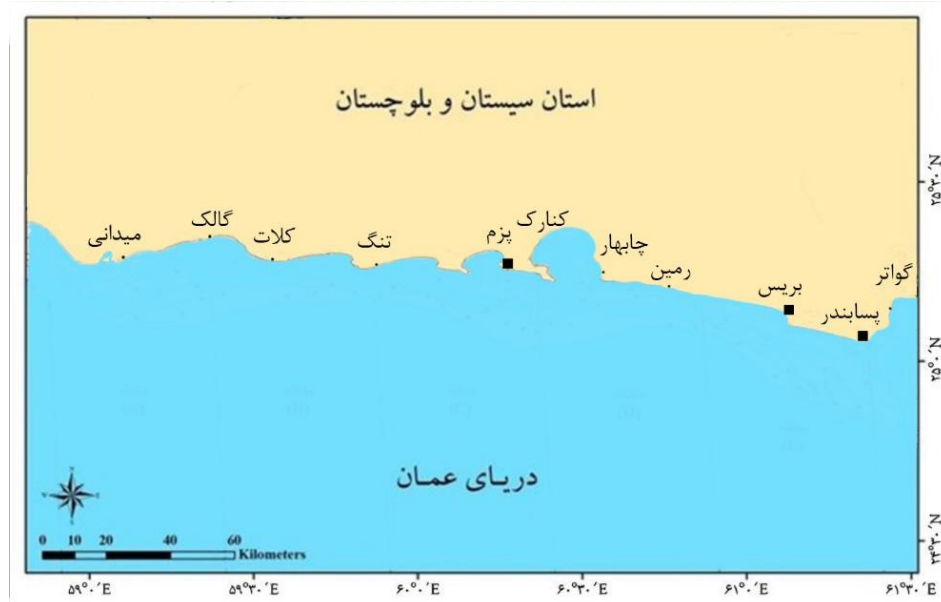 استان سیستان و بلوچستان
میدانی
گالک
کلات
تنگ
پزم
کنارک
چابهار
رمین
بریس
پسابندر
گواتر
دریای عمان
N
W
E
S
0 10 20 40 60
Kilometers
۲۵°۳۰′N
۲۵°۰′N
۲۴°۳۰′N
۵۹°۰′E
۵۹°۳۰′E
۶۰°۰′E
۶۰°۳۰′E
۶۱°۰′E
۶۱°۳۰′E